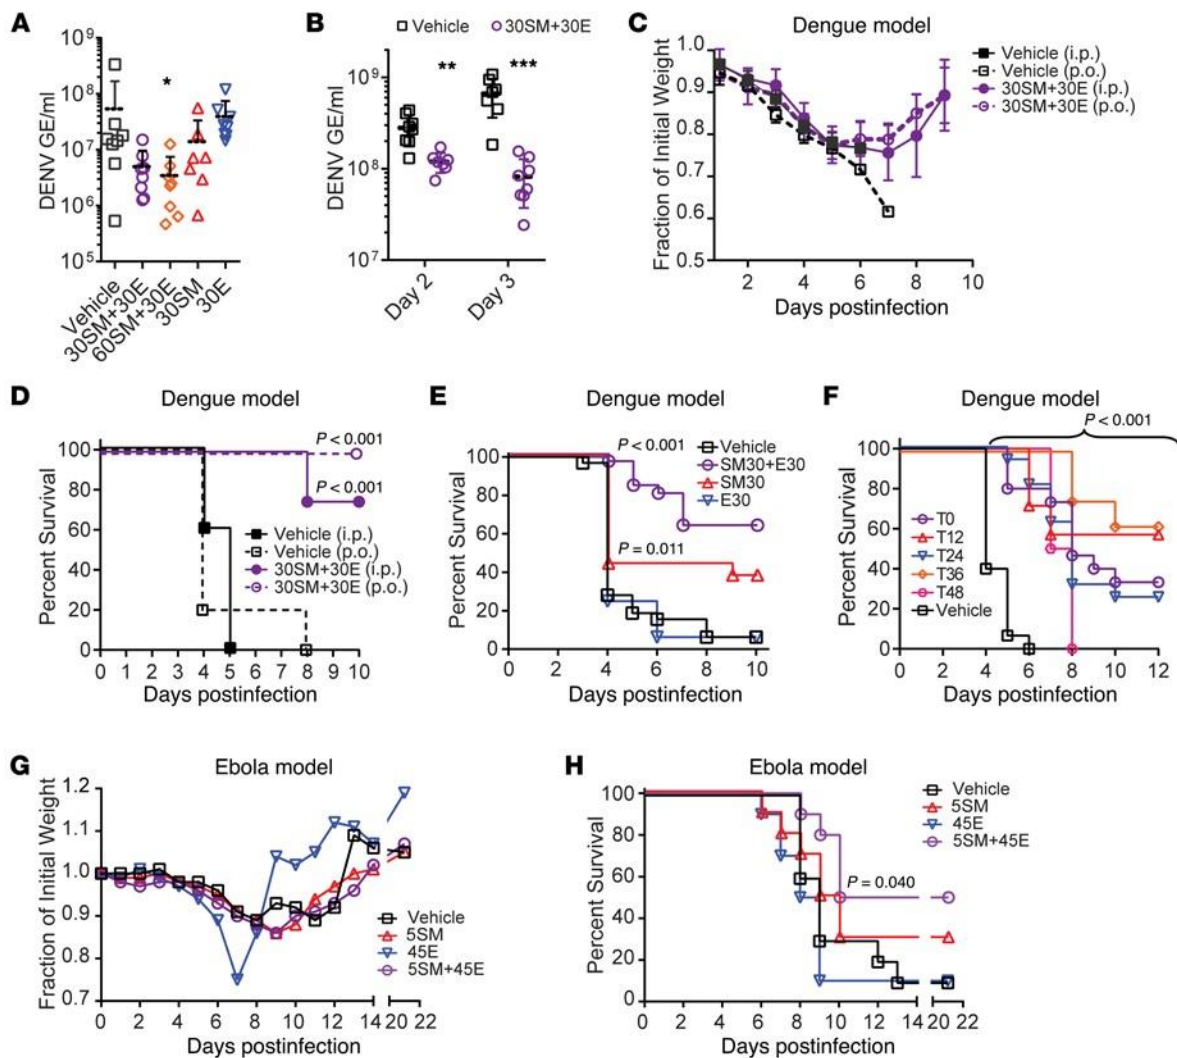 A
DENV GE/ml
10⁹
10⁸
10⁷
10⁶
10⁵
*
Vehicle
30SM+30E
60SM+30E
30SM
30E
B
Vehicle
30SM+30E
DENV GE/ml
10⁹
10⁸
10⁷
**
***
Day 2
Day 3
C
Dengue model
Fraction of Initial Weight
1.0
0.9
0.8
0.7
0.6
0.5
2
4
6
8
10
Days postinfection
Vehicle (i.p.)
Vehicle (p.o.)
30SM+30E (i.p.)
30SM+30E (p.o.)
D
Dengue model
Percent Survival
100
80
60
40
20
0
P < 0.001
P < 0.001
Vehicle (i.p.)
Vehicle (p.o.)
30SM+30E (i.p.)
30SM+30E (p.o.)
0 1 2 3 4 5 6 7 8 9 10
Days postinfection
E
Dengue model
Percent Survival
100
80
60
40
20
0
P < 0.001
P = 0.011
Vehicle
SM30+E30
SM30
E30
0 2 4 6 8 10
Days postinfection
F
Dengue model
P < 0.001
Percent Survival
100
80
60
40
20
0
T0
T12
T24
T36
T48
Vehicle
0 2 4 6 8 10 12
Days postinfection
G
Ebola model
Fraction of Initial Weight
1.2
1.1
1.0
0.9
0.8
0.7
Vehicle
5SM
45E
5SM+45E
0 2 4 6 8 10 12 14 20 22
Days postinfection
H
Ebola model
Percent Survival
100
80
60
40
20
0
Vehicle
5SM
45E
5SM+45E
P = 0.040
0 2 4 6 8 10 12 14 20 22
Days postinfection